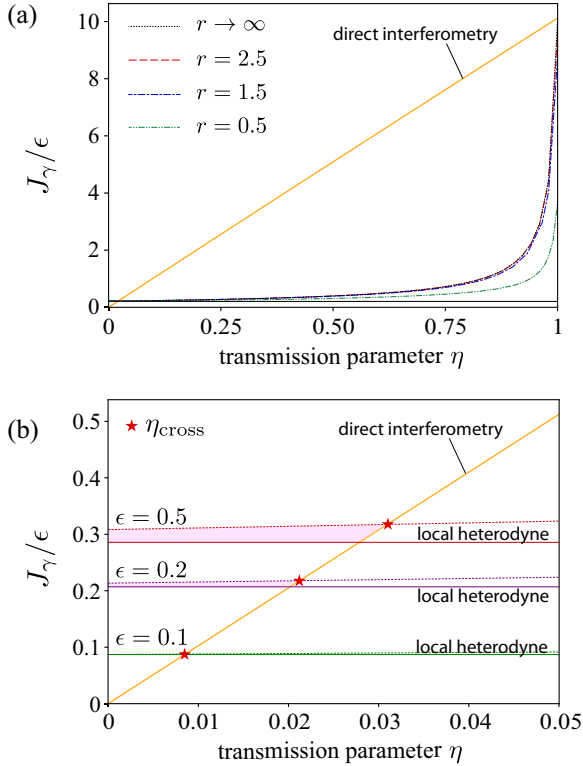 (a)
10
8
6
4
2
0
J_γ/ϵ
r → ∞
r = 2.5
r = 1.5
r = 0.5
direct interferometry
0
0.25
0.50
0.75
1
transmission parameter η
(b)
0.5
0.4
0.3
0.2
0.1
0
J_γ/ϵ
★ η_cross
direct interferometry
ϵ = 0.5
local heterodyne
ϵ = 0.2
local heterodyne
ϵ = 0.1
local heterodyne
0
0.01
0.02
0.03
0.04
0.05
transmission parameter η